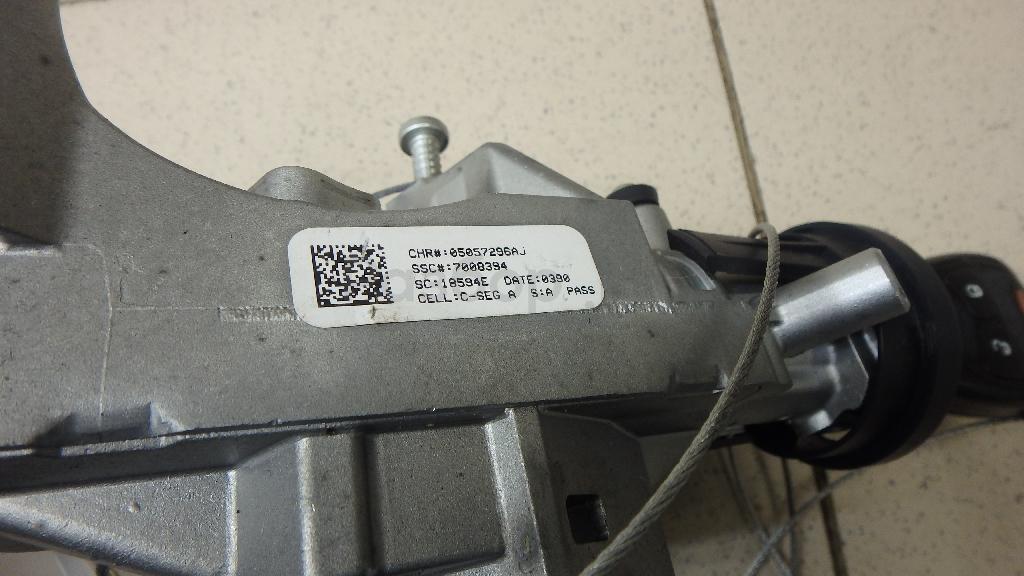 CHR#:05057296AJ
SSC#:7008394
SC:18594E DATE:0390
CELL:C-SEG A S:A PASS